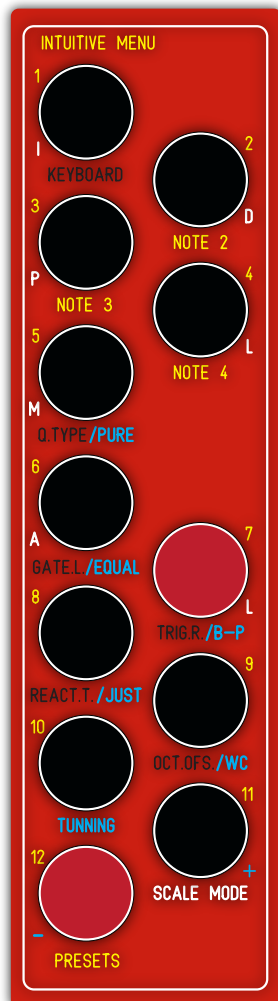 INTUITIVE MENU
1
I
KEYBOARD
2
D
NOTE 2
3
P
NOTE 3
4
L
NOTE 4
5
M
Q.TYPE/PURE
6
A
GATE.L./EQUAL
7
L
TRIG.R./B-P
8
REACT.T./JUST
9
OCT.OFS./WC
10
TUNNING
11
+
SCALE MODE
12
-
PRESETS